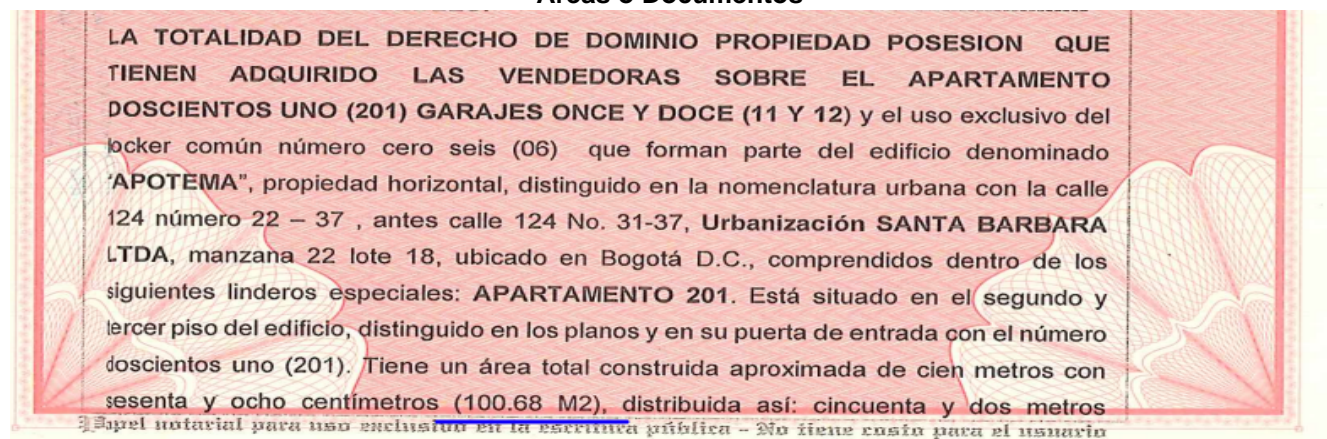 Áreas o Documentos
LA TOTALIDAD DEL DERECHO DE DOMINIO PROPIEDAD POSESION QUE
TIENEN ADQUIRIDO LAS VENDEDORAS SOBRE EL APARTAMENTO
DOSCIENTOS UNO (201) GARAJES ONCE Y DOCE (11 Y 12) y el uso exclusivo del
locker común número cero seis (06) que forman parte del edificio denominado
"APOTEMA", propiedad horizontal, distinguido en la nomenclatura urbana con la calle
124 número 22 – 37 , antes calle 124 No. 31-37, Urbanización SANTA BARBARA
LTDA, manzana 22 lote 18, ubicado en Bogotá D.C., comprendidos dentro de los
siguientes linderos especiales: APARTAMENTO 201. Está situado en el segundo y
tercer piso del edificio, distinguido en los planos y en su puerta de entrada con el número
doscientos uno (201). Tiene un área total construida aproximada de cien metros con
sesenta y ocho centímetros (100.68 M2), distribuida así: cincuenta y dos metros
Papel notarial para uso exclusivo en la escritura pública - No tiene costo para el usuario